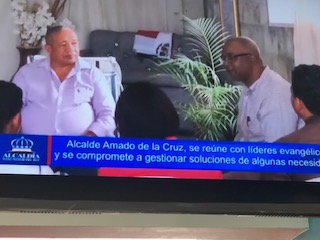 Alcalde Amado de la Cruz, se reúne con líderes evangélic
ALCALDÍA
y se compromete a gestionar soluciones de algunas necesid